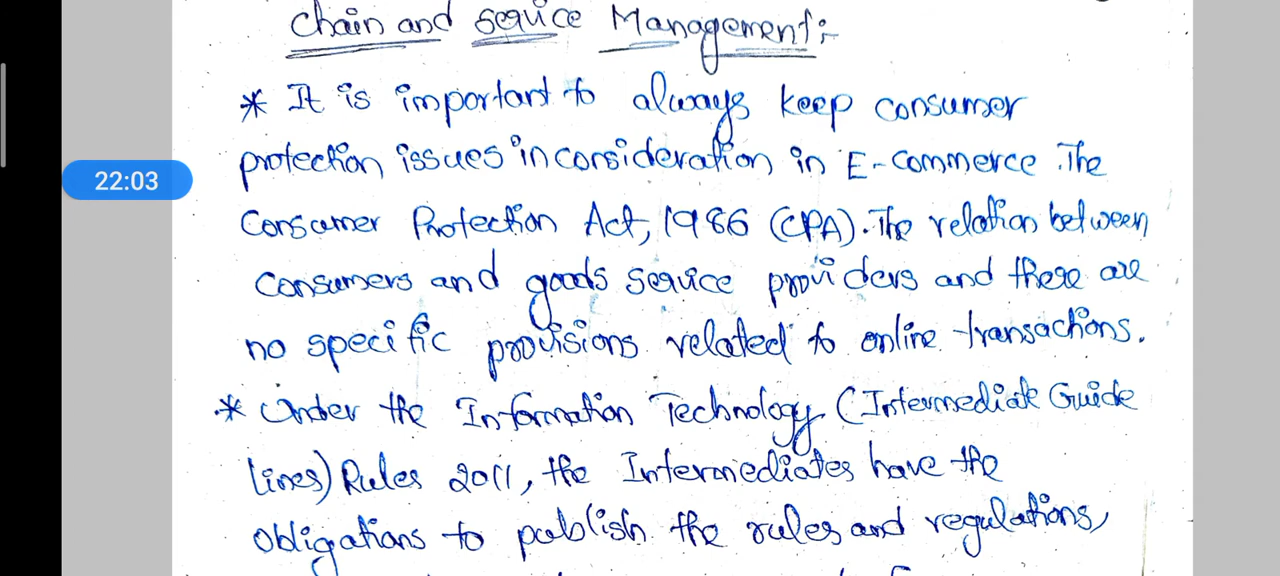 Chain and Service Management:-
* It is important to always keep consumer
protection issues in consideration in E-commerce. The
Consumer Protection Act, 1986 (CPA). The relation between
consumers and goods service providers and there are
no specific provisions related to online transactions.
22:03
* Under the Information Technology (Intermediate Guide
lines) Rules 2011, the Intermediates have the
obligations to publish the rules and regulations,